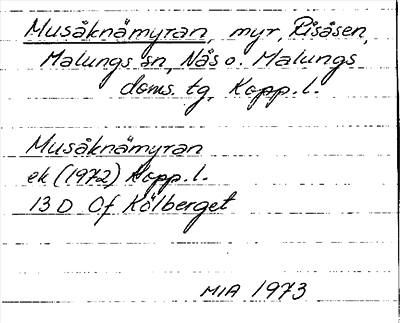 Musåknämyran, myr, Risåsen,
Malungs sn, Nås o. Malungs
doms. tg, Kopp. l.
Musåknämyran
ek (1972) Kopp. l.
13 D Of Kölberget
MIA 1973